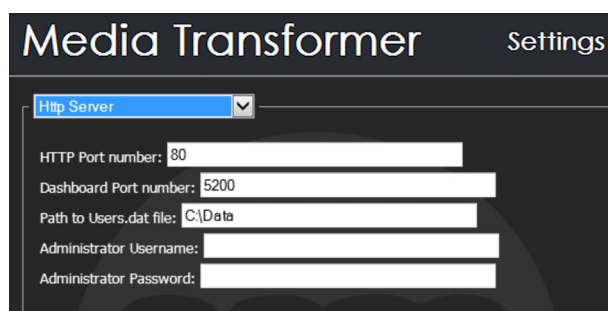 Media Transformer Settings
Http Server
HTTP Port number: 80
Dashboard Port number: 5200
Path to Users.dat file: C:\Data
Administrator Username:
Administrator Password: